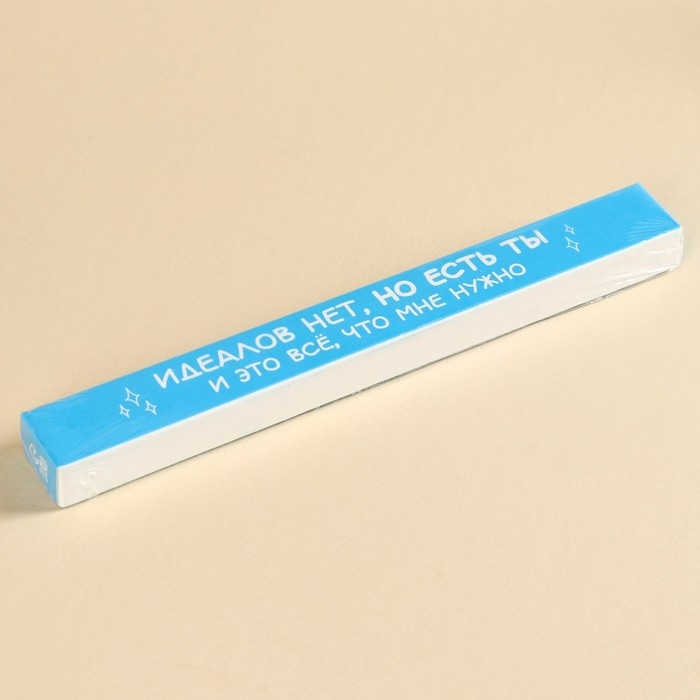 ИДЕАЛОВ НЕТ, НО ЕСТЬ ТЫ
И ЭТО ВСЁ, ЧТО МНЕ НУЖНО